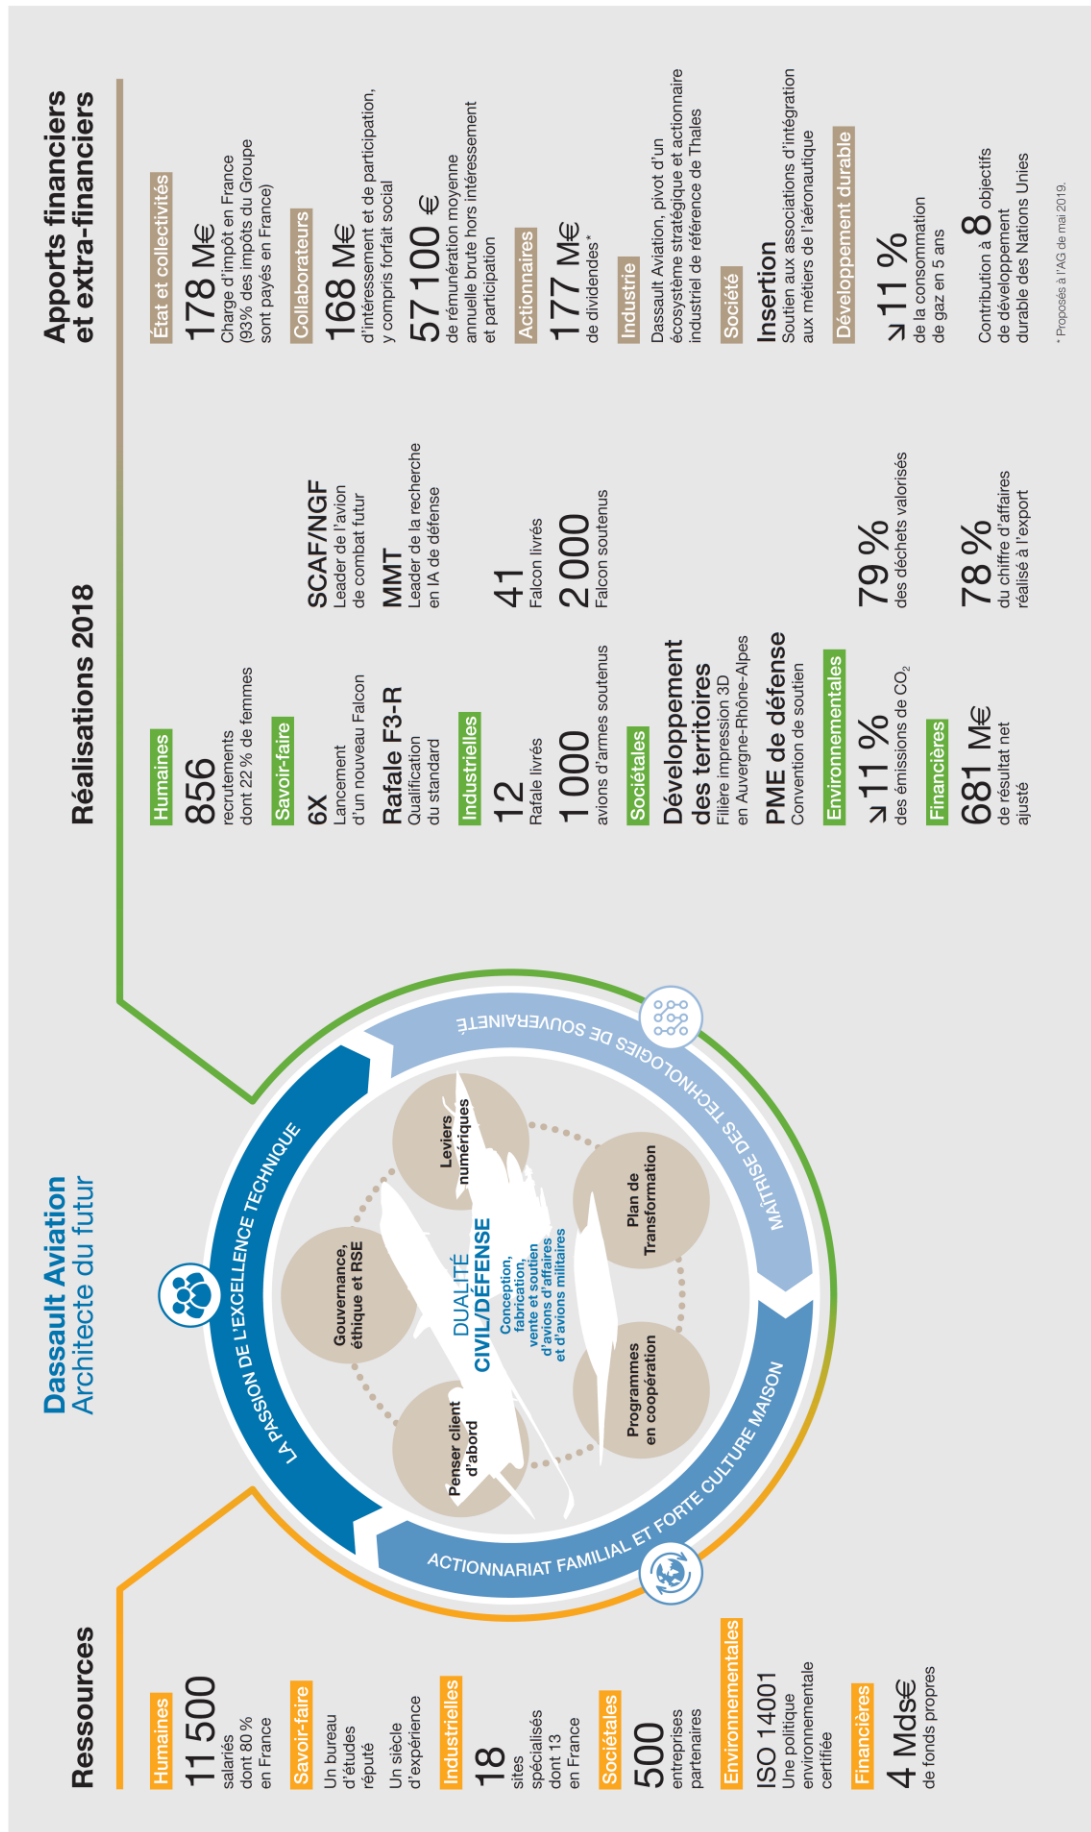 Dassault Aviation
Architecte du futur
Ressources
Humaines
11 500
salariés
dont 80 %
en France
Savoir-faire
Un bureau
d'études
réputé
Un siècle
d'expérience
Industrielles
18
sites
spécialisés
dont 13
en France
Sociétales
500
entreprises
partenaires
Environnementales
ISO 14001
Une politique
environnementale
certifiée
Financières
4 Mds€
de fonds propres
LA PASSION DE L'EXCELLENCE TECHNIQUE
MAÎTRISE DES TECHNOLOGIES DE SOUVERAINETÉ
ACTIONNARIAT FAMILIAL ET FORTE CULTURE MAISON
Gouvernance,
éthique et RSE
Penser client
d'abord
Leviers
numériques
DUALITÉ
CIVIL/DÉFENSE
Conception,
fabrication,
vente et soutien
d'avions d'affaires
et d'avions militaires
Programmes
en coopération
Plan de
Transformation
Réalisations 2018
Humaines
856
recrutements
dont 22 % de femmes
Savoir-faire
6X
Lancement
d'un nouveau Falcon
SCAF/NGF
Leader de l'avion
de combat futur
Rafale F3-R
Qualification
du standard
MMT
Leader de la recherche
en IA de défense
Industrielles
12
Rafale livrés
41
Falcon livrés
1 000
avions d'armes soutenus
2 000
Falcon soutenus
Sociétales
Développement
des territoires
Filière impression 3D
en Auvergne-Rhône-Alpes
PME de défense
Convention de soutien
Environnementales
↘ 11 %
des émissions de CO₂
79 %
des déchets valorisés
Financières
681 M€
de résultat net
ajusté
78 %
du chiffre d'affaires
réalisé à l'export
Apports financiers
et extra-financiers
État et collectivités
178 M€
Charge d'impôt en France
(93% des impôts du Groupe
sont payés en France)
Collaborateurs
168 M€
d'intéressement et de participation,
y compris forfait social
57 100 €
de rémunération moyenne
annuelle brute hors intéressement
et participation
Actionnaires
177 M€
de dividendes*
Industrie
Dassault Aviation, pivot d'un
écosystème stratégique et actionnaire
industriel de référence de Thales
Société
Insertion
Soutien aux associations d'intégration
aux métiers de l'aéronautique
Développement durable
↘ 11 %
de la consommation
de gaz en 5 ans
Contribution à 8 objectifs
de développement
durable des Nations Unies
* Proposés à l'AG de mai 2019.